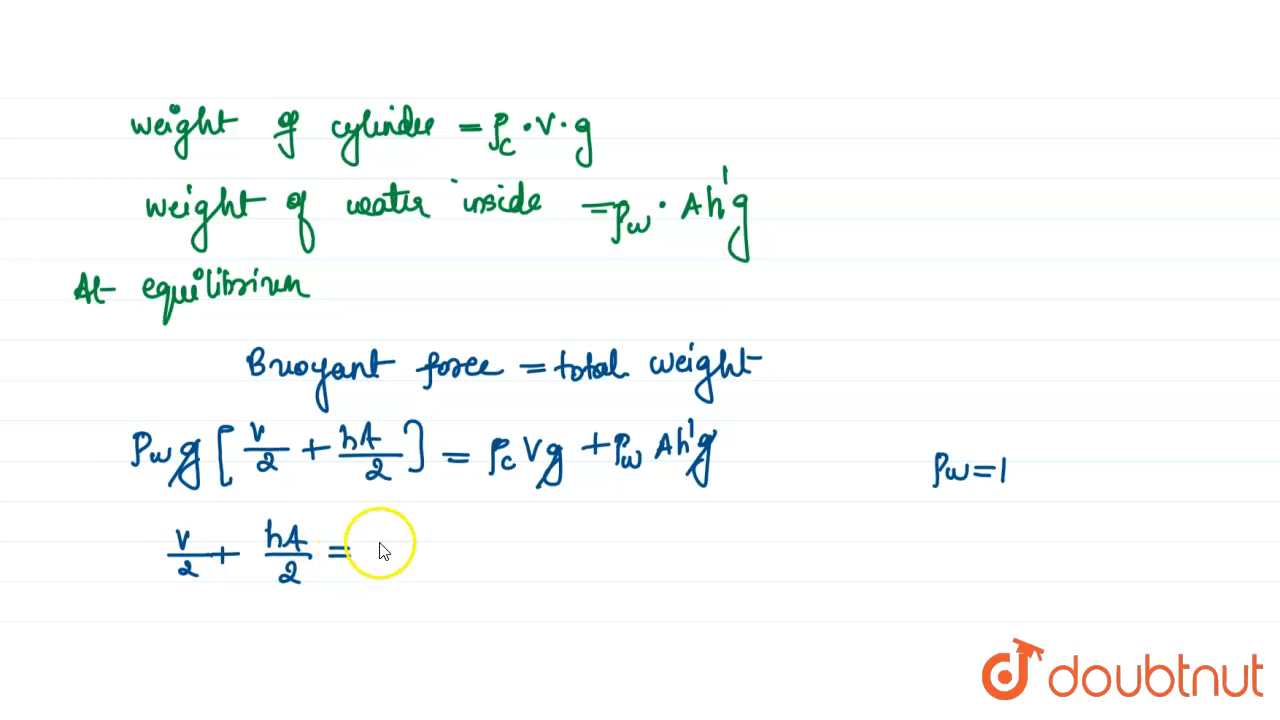 weight of cylinder = ρc · V · g
weight of water inside = ρw · Ah'g
At equilibrium
Buoyant force = total weight
ρw g [V/2 + hA/2] = ρc Vg + ρw Ah'g
ρw = 1
V/2 + hA/2 =
doubtnut